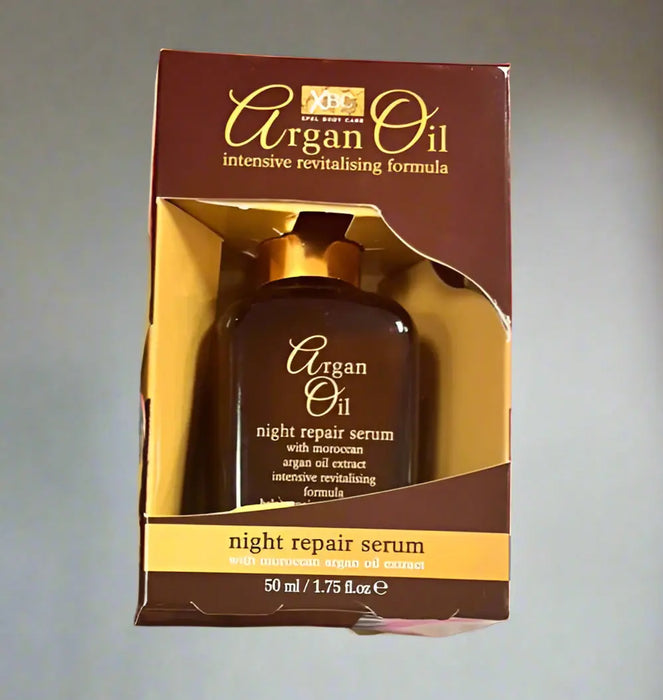 XBC
XPEL BODY CARE
Argan Oil
intensive revitalising formula
Argan
Oil
night repair serum
with moroccan
argan oil extract
intensive revitalising
formula
night repair serum
with moroccan argan oil extract
50 ml / 1.75 fl.oz ℮